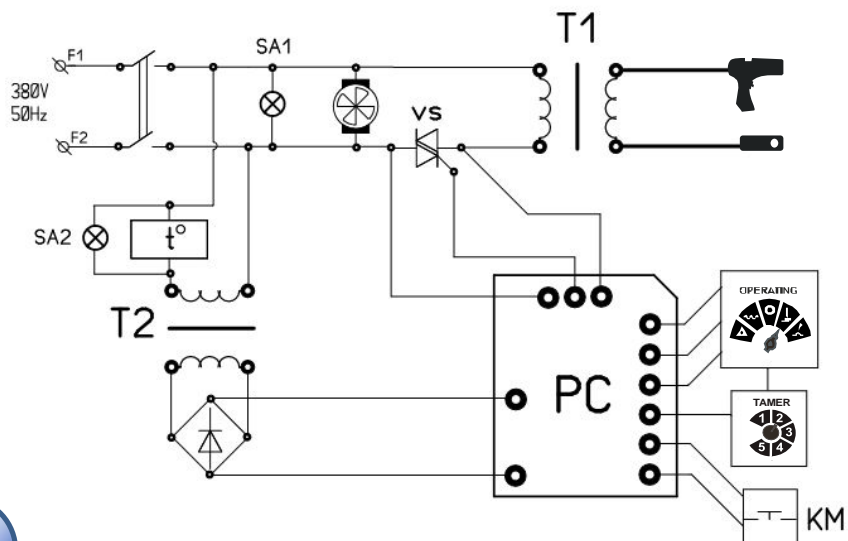 T1
SA1
F1
380V
50Hz
VS
F2
SA2
t°
T2
OPERATING
PC
TAMER
1 2 3 4 5
KM